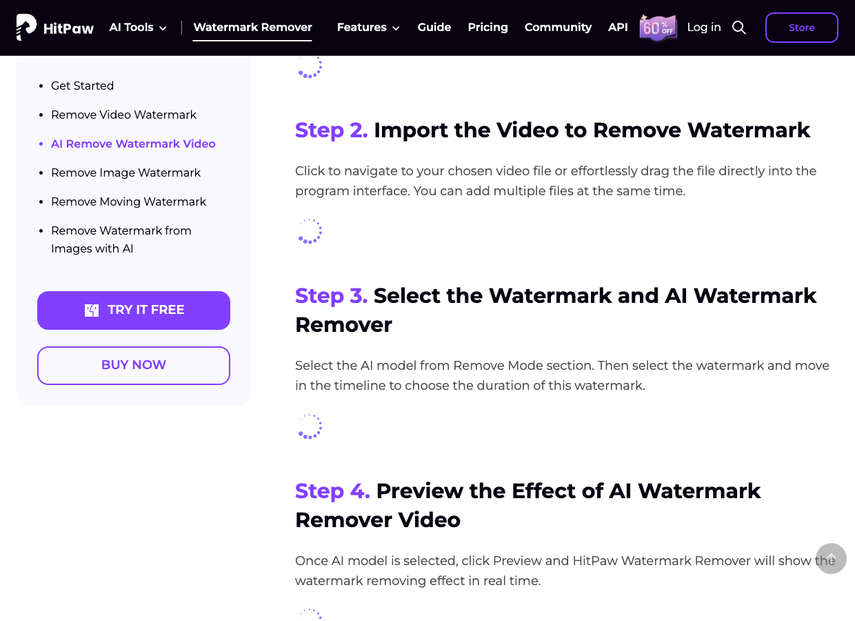 HitPaw AI Tools Watermark Remover Features Guide Pricing Community API 60% OFF Log in Store
Get Started
Remove Video Watermark
AI Remove Watermark Video
Remove Image Watermark
Remove Moving Watermark
Remove Watermark from
Images with AI
TRY IT FREE
BUY NOW
Step 2. Import the Video to Remove Watermark
Click to navigate to your chosen video file or effortlessly drag the file directly into the
program interface. You can add multiple files at the same time.
Step 3. Select the Watermark and AI Watermark
Remover
Select the AI model from Remove Mode section. Then select the watermark and move
in the timeline to choose the duration of this watermark.
Step 4. Preview the Effect of AI Watermark
Remover Video
Once AI model is selected, click Preview and HitPaw Watermark Remover will show the
watermark removing effect in real time.